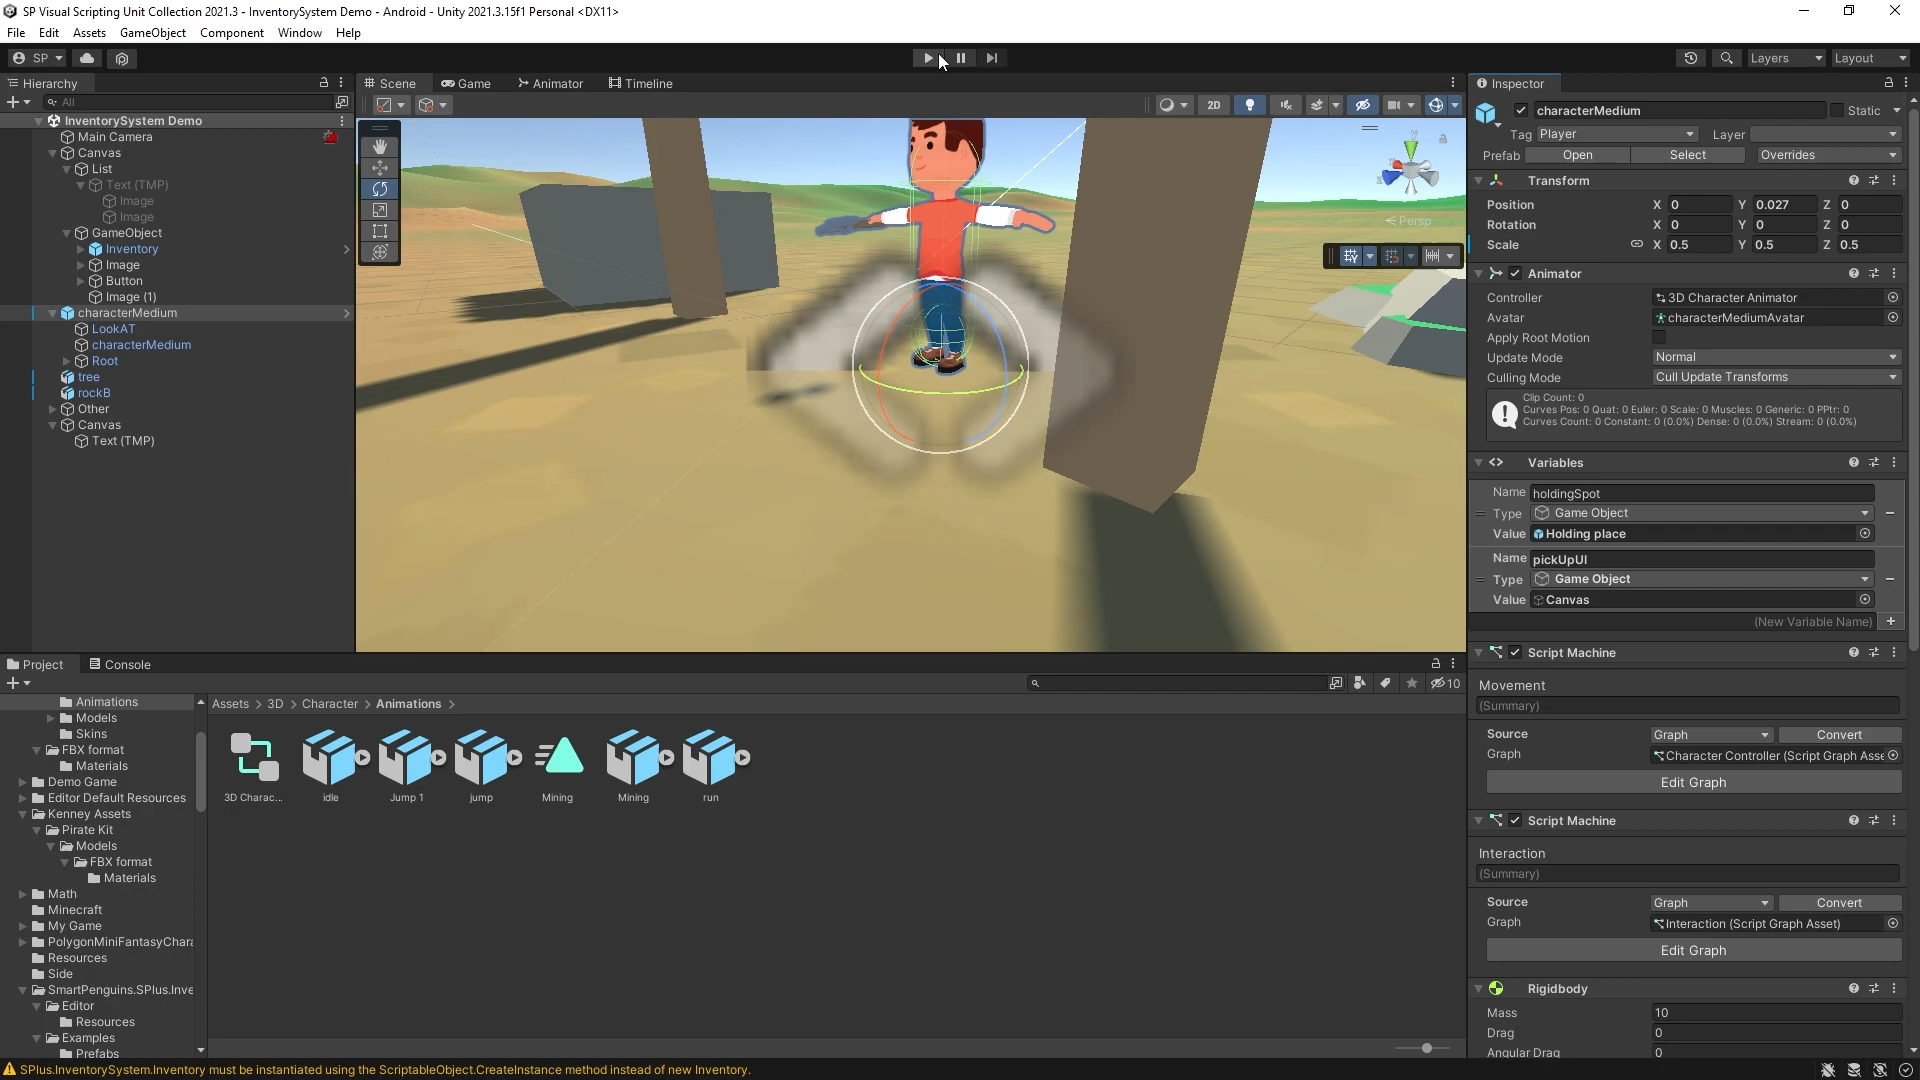 SP Visual Scripting Unit Collection 2021.3 - InventorySystem Demo - Android - Unity 2021.3.15f1 Personal <DX11>
File Edit Assets GameObject Component Window Help
SP Layers Layout
Hierarchy Scene Game Animator Timeline Inspector
All 2D
InventorySystem Demo
Main Camera
Canvas
List
Text (TMP)
Image
Image
GameObject
Inventory
Image
Button
Image (1)
characterMedium
LookAT
characterMedium
Root
tree
rockB
Other
Canvas
Text (TMP)
Y
X
Z
Persp
characterMedium Static
Tag Player Layer
Prefab Open Select Overrides
Transform
Position X 0 Y 0.027 Z 0
Rotation X 0 Y 0 Z 0
Scale X 0.5 Y 0.5 Z 0.5
Animator
Controller 3D Character Animator
Avatar characterMediumAvatar
Apply Root Motion
Update Mode Normal
Culling Mode Cull Update Transforms
Clip Count: 0
Curves Pos: 0 Quat: 0 Euler: 0 Scale: 0 Muscles: 0 Generic: 0 PPtr: 0
Curves Count: 0 Constant: 0 (0.0%) Dense: 0 (0.0%) Stream: 0 (0.0%)
Variables
Name holdingSpot
Type Game Object
Value Holding place
Name pickUpUI
Type Game Object
Value Canvas
(New Variable Name)
Script Machine
Movement
(Summary)
Source Graph Convert
Graph Character Controller (Script Graph Asse
Edit Graph
Script Machine
Interaction
(Summary)
Source Graph Convert
Graph Interaction (Script Graph Asset)
Edit Graph
Rigidbody
Mass 10
Drag 0
Angular Drag 0
Project Console
10
Animations
Models
Skins
FBX format
Materials
Demo Game
Editor Default Resources
Kenney Assets
Pirate Kit
Models
FBX format
Materials
Math
Minecraft
My Game
PolygonMiniFantasyChara
Resources
Side
SmartPenguins.SPlus.Inve
Editor
Resources
Examples
Prefabs
Assets > 3D > Character > Animations >
3D Charac... idle Jump 1 jump Mining Mining run
SPlus.InventorySystem.Inventory must be instantiated using the ScriptableObject.CreateInstance method instead of new Inventory.